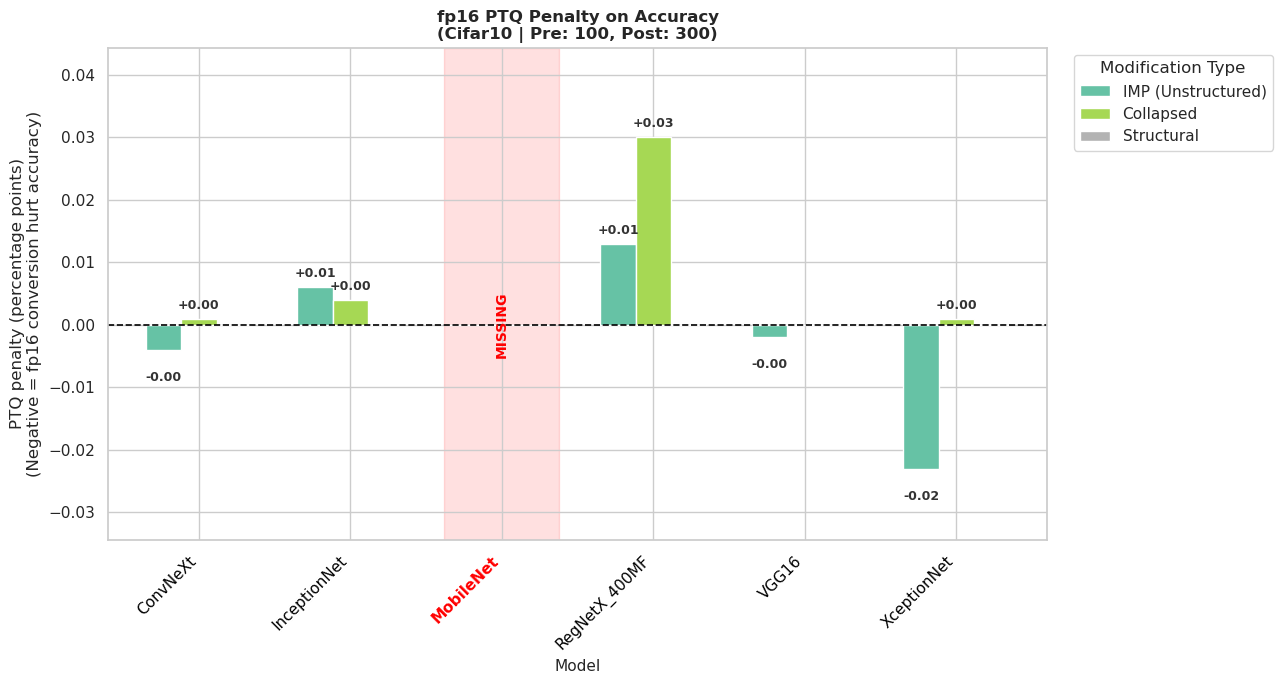 fp16 PTQ Penalty on Accuracy
(Cifar10 | Pre: 100, Post: 300)
PTQ penalty (percentage points)
(Negative = fp16 conversion hurt accuracy)
0.04
0.03
0.02
0.01
0.00
−0.01
−0.02
−0.03
-0.00
+0.00
+0.01
+0.00
MISSING
+0.01
+0.03
-0.00
-0.02
+0.00
ConvNeXt
InceptionNet
MobileNet
RegNetX_400MF
VGG16
XceptionNet
Model
Modification Type
IMP (Unstructured)
Collapsed
Structural